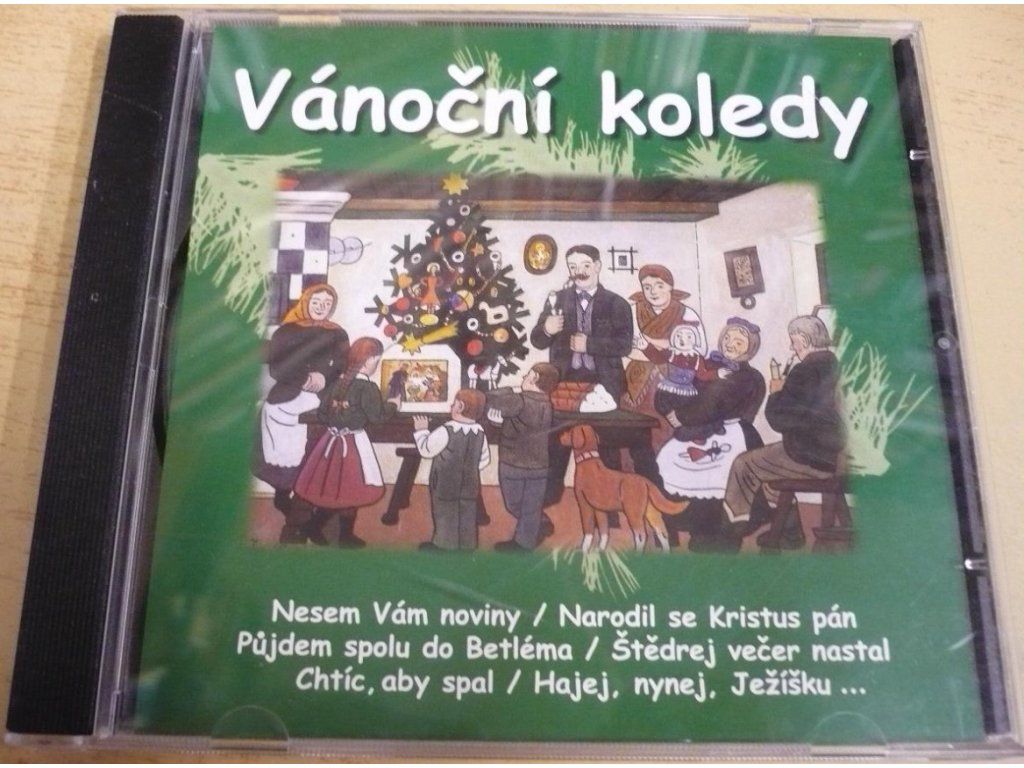 Vánoční koledy
Nesem Vám noviny / Narodil se Kristus pán
Půjdem spolu do Betléma / Štědrej večer nastal
Chtíc, aby spal / Hajej, nynej, Ježíšku ...